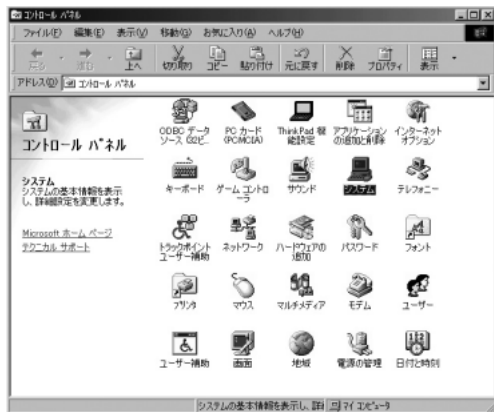 コントロール パネル
ファイル(F) 編集(E) 表示(V) 移動(G) お気に入り(A) ヘルプ(H)
戻る 進む 上へ 切り取り コピー 貼り付け 元に戻す 削除 プロパティ 表示
アドレス(D) コントロール パネル
コントロール パネル
システム
システムの基本情報を表示
し、詳細設定を変更します。
Microsoft ホーム ページ
テクニカル サポート
ODBC データ
ソース (32ビ...
PC カード
(PCMCIA)
ThinkPad 機
能設定
アプリケーション
の追加と削除
インターネット
オプション
キーボード
ゲーム コントロ
ーラ
サウンド
システム
テレフォニー
トラックポイント
ユーザー補助
ネットワーク
ハードウェアの
追加
パスワード
フォント
プリンタ
マウス
マルチメディア
モデム
ユーザー
ユーザー補助
画面
地域
電源の管理
日付と時刻
システムの基本情報を表示し、詳
マイ コンピュータ